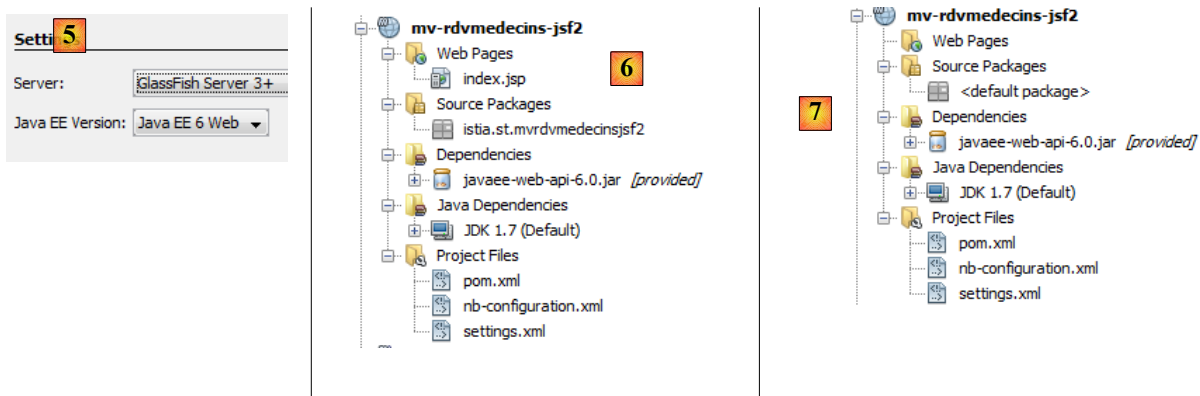 5
Settings
Server: GlassFish Server 3+
Java EE Version: Java EE 6 Web
mv-rdvmedecins-jsf2
Web Pages
6
index.jsp
Source Packages
istia.st.mvrdvmedecinsjsf2
Dependencies
javaee-web-api-6.0.jar [provided]
Java Dependencies
JDK 1.7 (Default)
Project Files
pom.xml
nb-configuration.xml
settings.xml
7
mv-rdvmedecins-jsf2
Web Pages
Source Packages
<default package>
Dependencies
javaee-web-api-6.0.jar [provided]
Java Dependencies
JDK 1.7 (Default)
Project Files
pom.xml
nb-configuration.xml
settings.xml